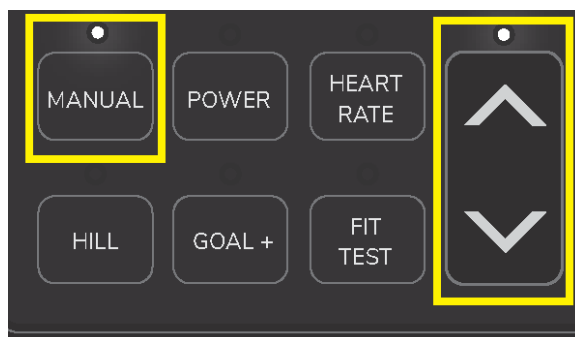 MANUAL
POWER
HEART
RATE
HILL
GOAL +
FIT
TEST